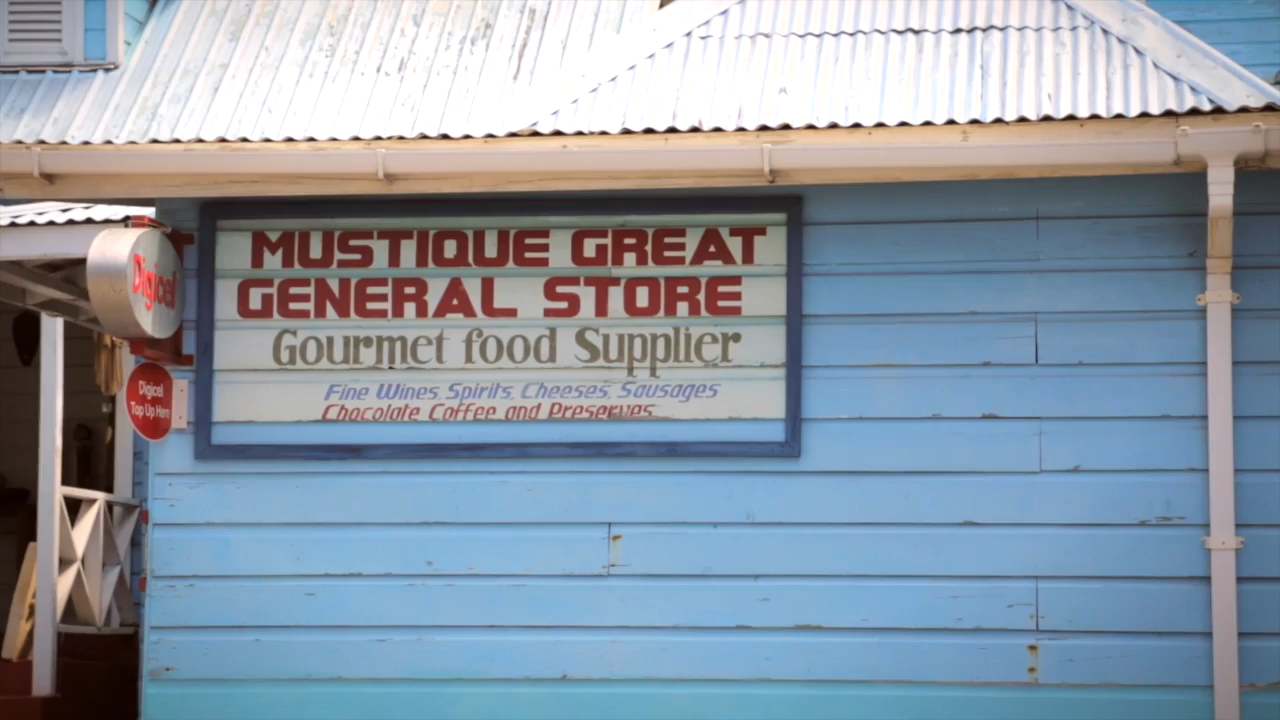 MUSTIQUE GREAT
GENERAL STORE
Gourmet food Supplier
Fine Wines, Spirits, Cheeses, Sausages
Chocolate Coffee and Preserves
Digicel
Digicel
Top Up Here